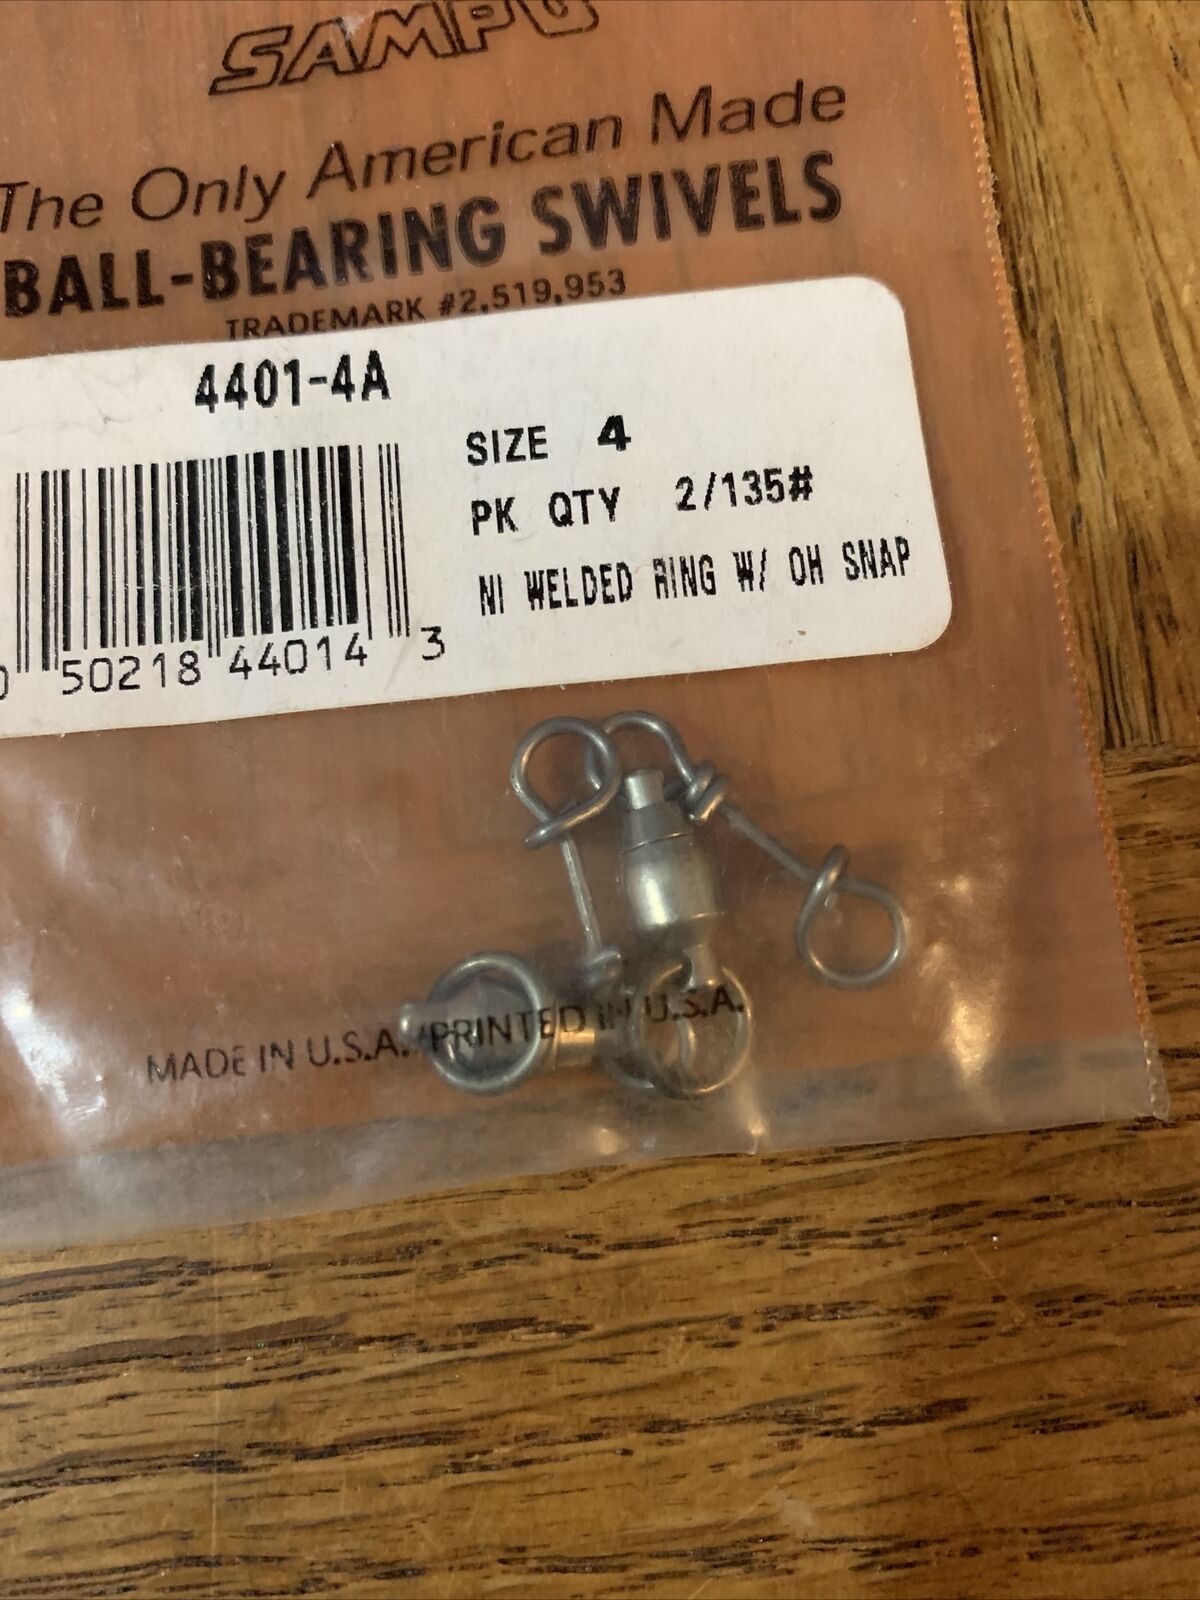 SAMPO
The Only American Made
BALL-BEARING SWIVELS
TRADEMARK #2,519,953
4401-4A
SIZE 4
PK QTY 2/135#
NI WELDED RING W/ OH SNAP
0 50218 44014 3
MADE IN U.S.A./PRINTED IN U.S.A.